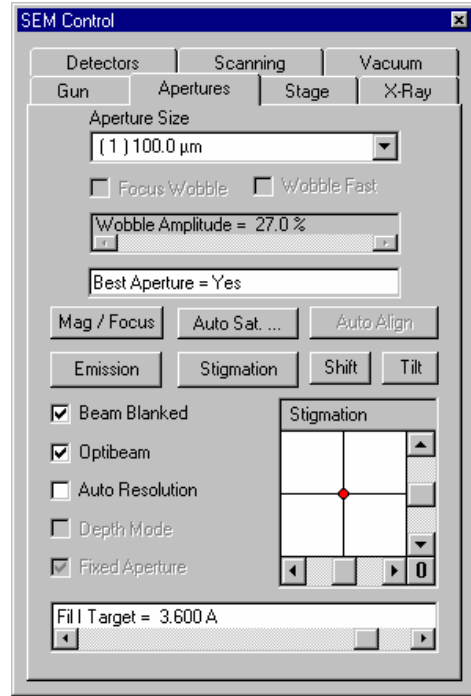 SEM Control
Detectors Scanning Vacuum
Gun Apertures Stage X-Ray
Aperture Size
( 1 ) 100.0 µm
Focus Wobble Wobble Fast
Wobble Amplitude = 27.0 %
Best Aperture = Yes
Mag / Focus Auto Sat. ... Auto Align
Emission Stigmation Shift Tilt
Beam Blanked
Optibeam
Auto Resolution
Depth Mode
Fixed Aperture
Stigmation
0
Fil I Target = 3.600 A